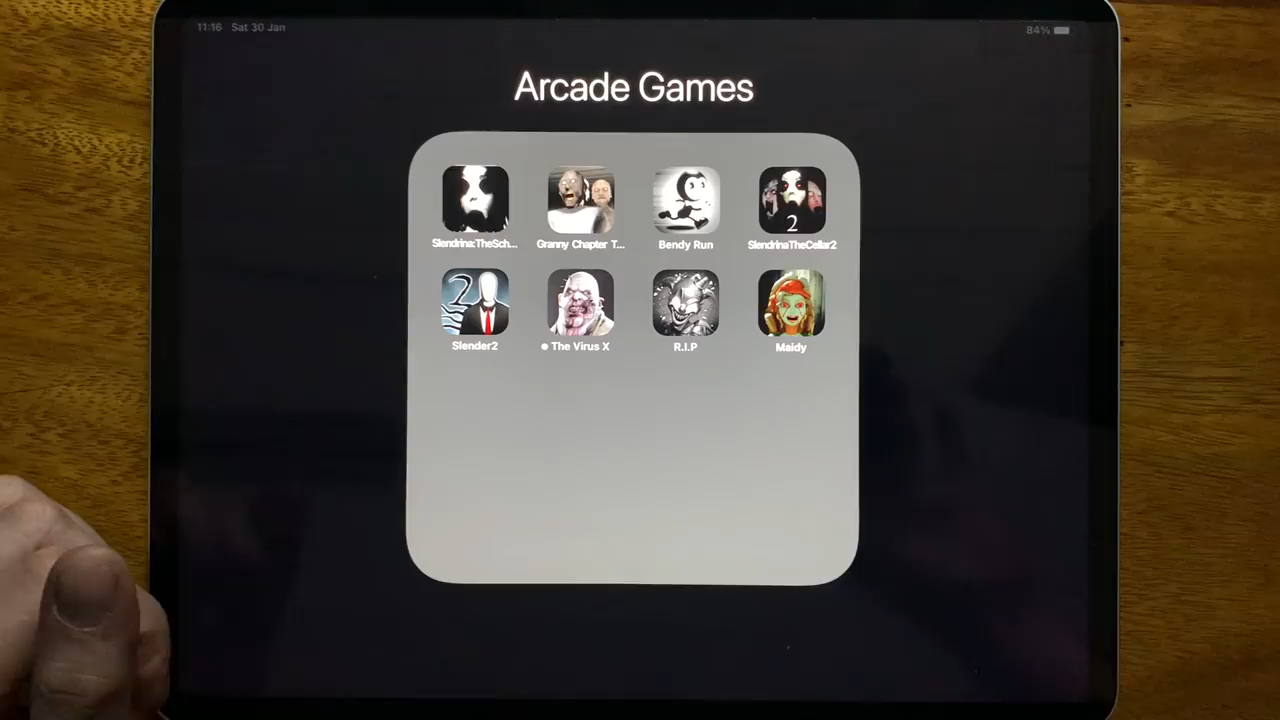 11:16 Sat 30 Jan
84%
Arcade Games
Slendrina:TheSch...
Granny Chapter T...
Bendy Run
SlendrinaTheCellar2
2
2
Slender2
The Virus X
R.I.P
Maidy